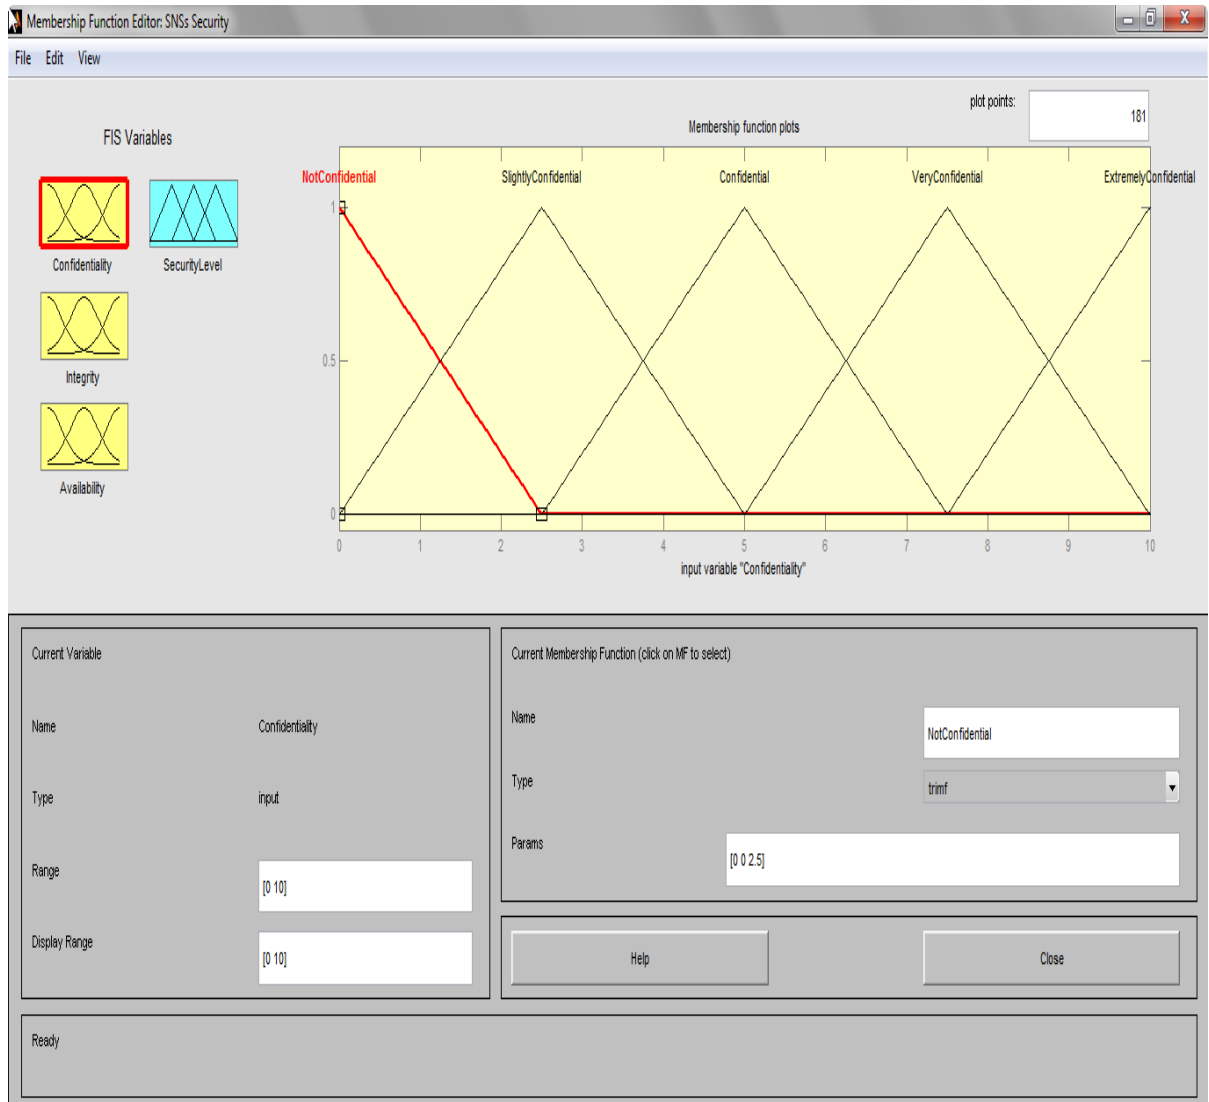 Membership Function Editor: SNSs Security
File Edit View
plot points:
181
FIS Variables
Membership function plots
Confidentiality
SecurityLevel
Integrity
Availability
NotConfidential
SlightlyConfidential
Confidential
VeryConfidential
ExtremelyConfidential
1
0.5
0
0 1 2 3 4 5 6 7 8 9 10
input variable "Confidentiality"
Current Variable
Name
Confidentiality
Type
input
Range
[0 10]
Display Range
[0 10]
Current Membership Function (click on MF to select)
Name
NotConfidential
Type
trimf
Params
[0 0 2.5]
Help
Close
Ready